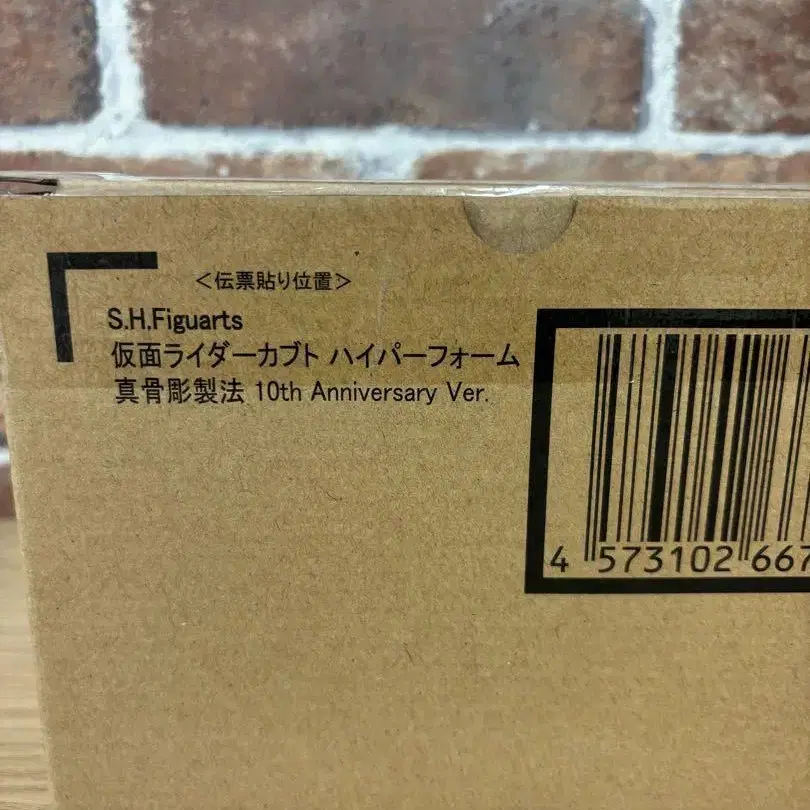 <伝票貼り位置>
S.H.Figuarts
仮面ライダーカブト ハイパーフォーム
真骨彫製法 10th Anniversary Ver.
4 573102 667